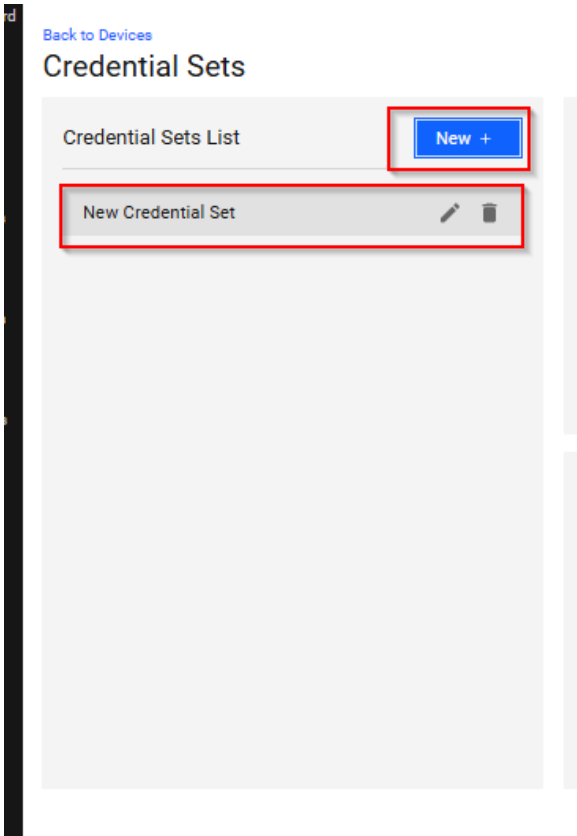 rd
Back to Devices
Credential Sets
Credential Sets List
New +
New Credential Set